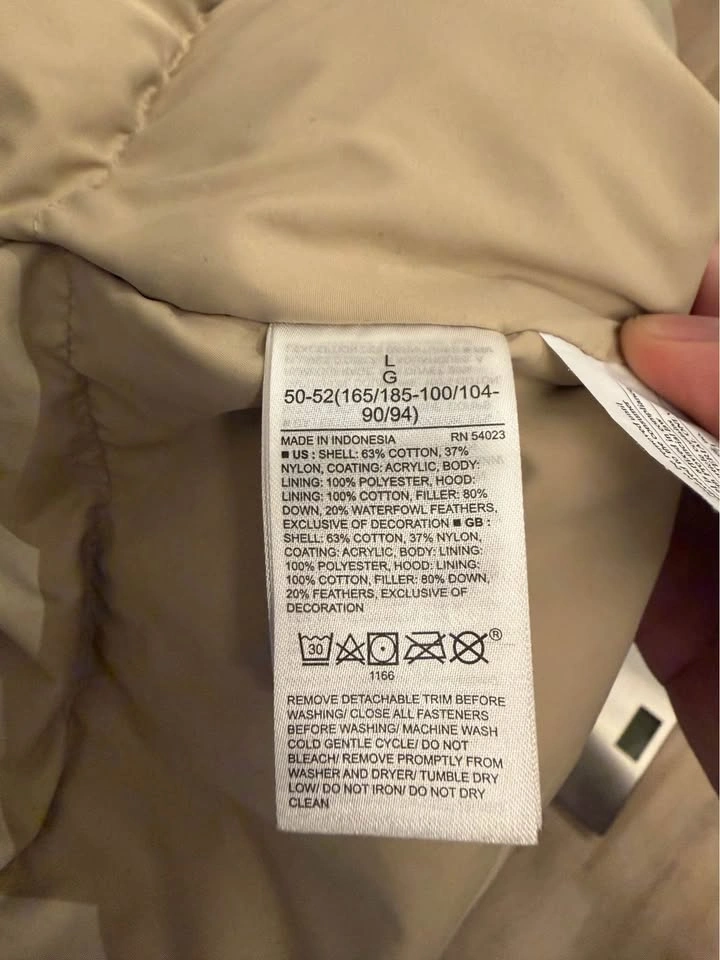 L
G
50-52(165/185-100/104-
90/94)
MADE IN INDONESIA RN 54023
■ US : SHELL: 63% COTTON, 37%
NYLON, COATING: ACRYLIC, BODY:
LINING: 100% POLYESTER, HOOD:
LINING: 100% COTTON, FILLER: 80%
DOWN, 20% WATERFOWL FEATHERS,
EXCLUSIVE OF DECORATION ■ GB :
SHELL: 63% COTTON, 37% NYLON,
COATING: ACRYLIC, BODY: LINING:
100% POLYESTER, HOOD: LINING:
100% COTTON, FILLER: 80% DOWN,
20% FEATHERS, EXCLUSIVE OF
DECORATION
30 ®
1166
REMOVE DETACHABLE TRIM BEFORE
WASHING/ CLOSE ALL FASTENERS
BEFORE WASHING/ MACHINE WASH
COLD GENTLE CYCLE/ DO NOT
BLEACH/ REMOVE PROMPTLY FROM
WASHER AND DRYER/ TUMBLE DRY
LOW/ DO NOT IRON/ DO NOT DRY
CLEAN